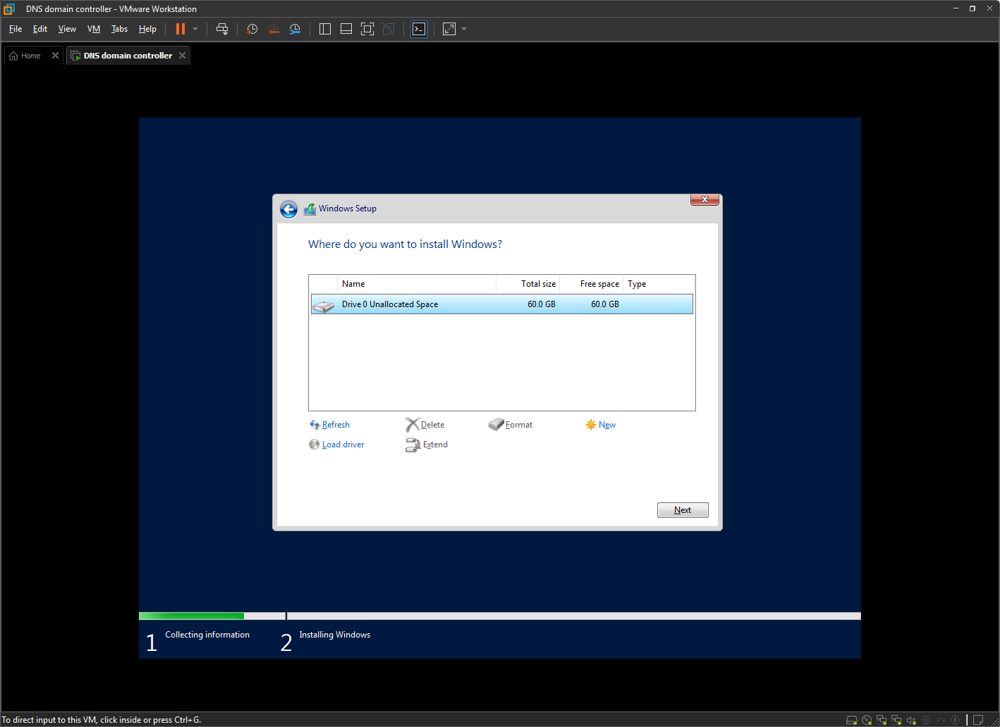 DNS domain controller - VMware Workstation
File Edit View VM Tabs Help
Home DNS domain controller
Windows Setup
Where do you want to install Windows?
Name Total size Free space Type
Drive 0 Unallocated Space 60.0 GB 60.0 GB
Refresh Delete Format New
Load driver Extend
Next
1 Collecting information 2 Installing Windows
To direct input to this VM, click inside or press Ctrl+G.